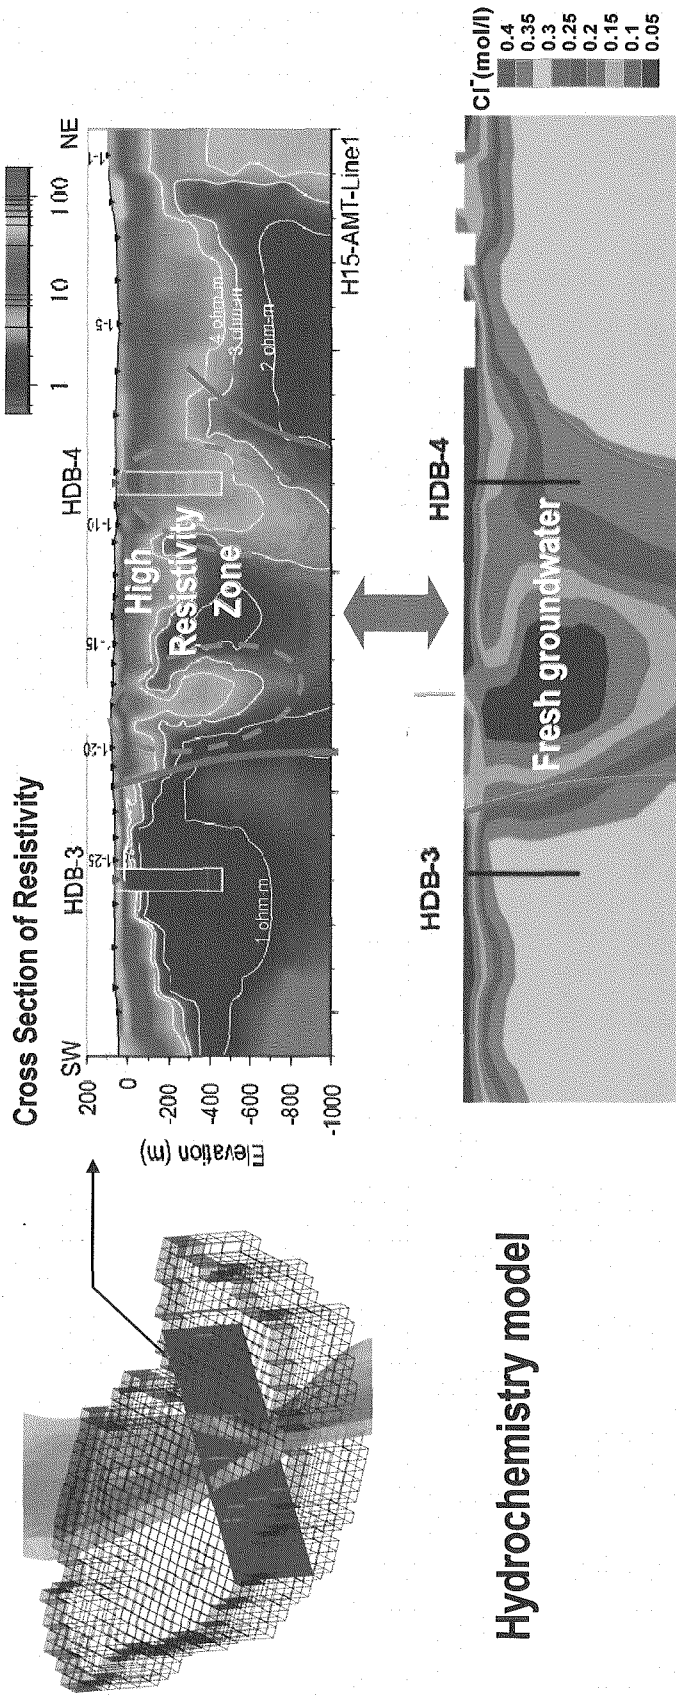 Cross Section of Resistivity
1 10 100
SW HDB-3 HDB-4 NE
200
0
-200
-400
-600
-800
-1000
Elevation (m)
1-25
1-20
1-10
1-5
1-1
High
Resistivity
Zone
1 ohm-m
4 ohm-m
3 ohm-m
2 ohm-m
H15-AMT-Line1
Hydrochemistry model
HDB-3
HDB-4
Fresh groundwater
Cl⁻(mol/l)
0.4
0.35
0.3
0.25
0.2
0.15
0.1
0.05